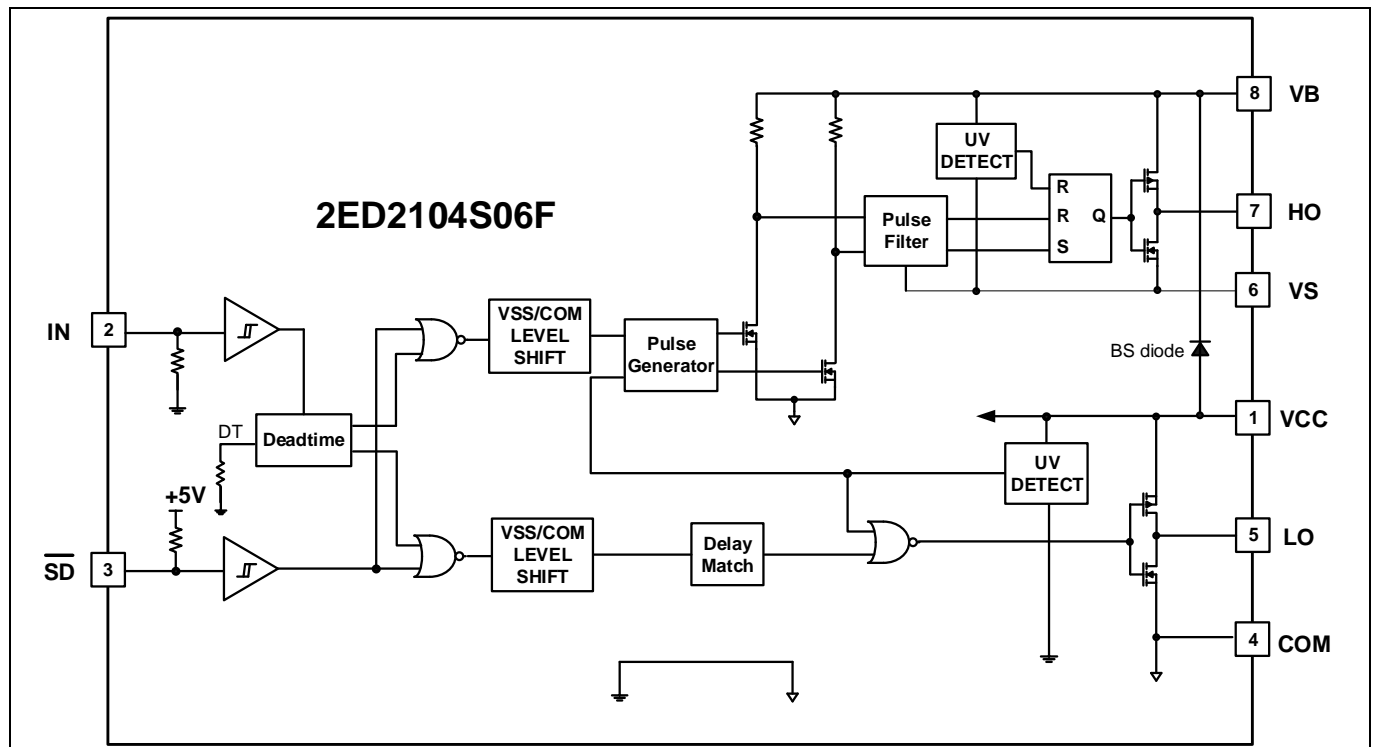 2ED2104S06F
IN
2
DT
Deadtime
+5V
SD
3
VSS/COM
LEVEL
SHIFT
VSS/COM
LEVEL
SHIFT
Pulse
Generator
Delay
Match
Pulse
Filter
UV
DETECT
R
R
S
Q
UV
DETECT
BS diode
8
VB
7
HO
6
VS
1
VCC
5
LO
4
COM